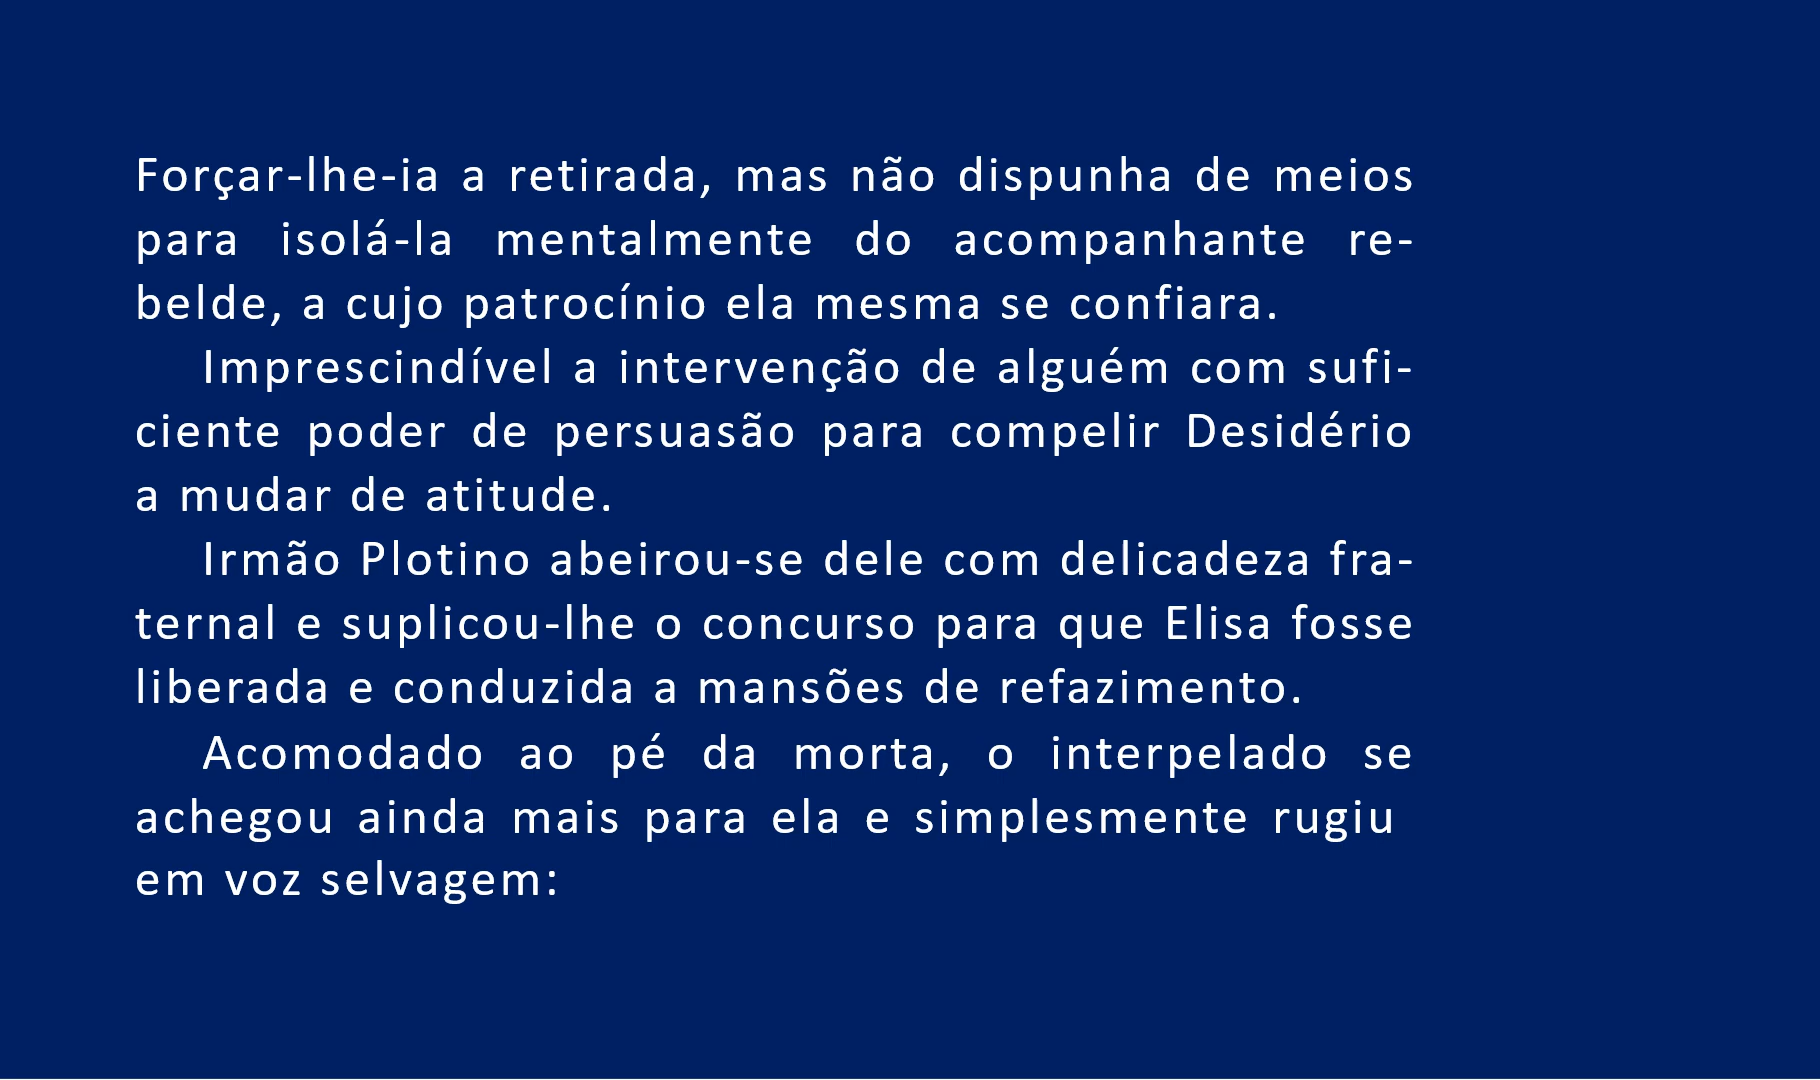 Forçar-lhe-ia a retirada, mas não dispunha de meios
para isolá-la mentalmente do acompanhante re-
belde, a cujo patrocínio ela mesma se confiara.
Imprescindível a intervenção de alguém com sufi-
ciente poder de persuasão para compelir Desidério
a mudar de atitude.
Irmão Plotino abeirou-se dele com delicadeza fra-
ternal e suplicou-lhe o concurso para que Elisa fosse
liberada e conduzida a mansões de refazimento.
Acomodado ao pé da morta, o interpelado se
achegou ainda mais para ela e simplesmente rugiu
em voz selvagem: